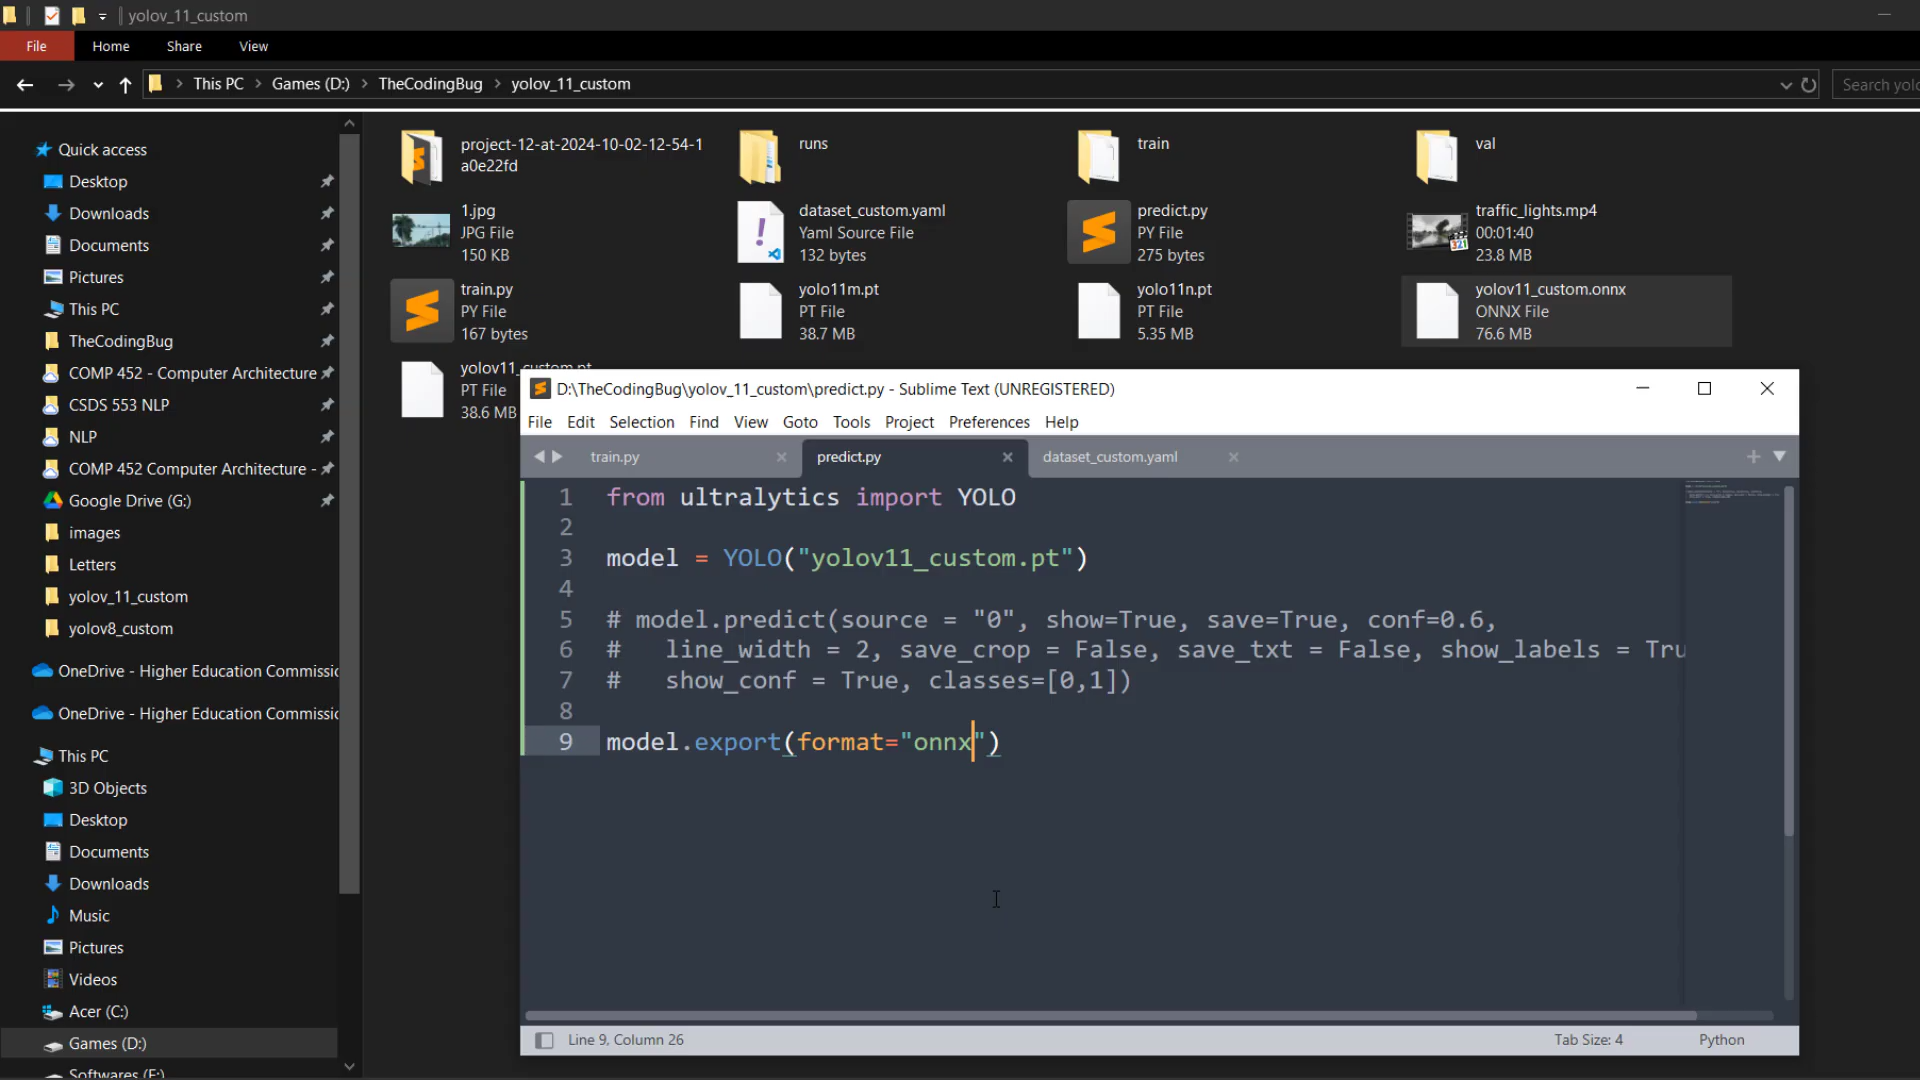 yolov_11_custom
File Home Share View
This PC > Games (D:) > TheCodingBug > yolov_11_custom
Search yolo
Quick access
Desktop
Downloads
Documents
Pictures
This PC
TheCodingBug
COMP 452 - Computer Architecture
CSDS 553 NLP
NLP
COMP 452 Computer Architecture -
Google Drive (G:)
images
Letters
yolov_11_custom
yolov8_custom
OneDrive - Higher Education Commissic
OneDrive - Higher Education Commissic
This PC
3D Objects
Desktop
Documents
Downloads
Music
Pictures
Videos
Acer (C:)
Games (D:)
Softwares (E:)
project-12-at-2024-10-02-12-54-1
a0e22fd
runs
train
val
1.jpg
JPG File
150 KB
dataset_custom.yaml
Yaml Source File
132 bytes
predict.py
PY File
275 bytes
traffic_lights.mp4
00:01:40
23.8 MB
train.py
PY File
167 bytes
yolo11m.pt
PT File
38.7 MB
yolo11n.pt
PT File
5.35 MB
yolov11_custom.onnx
ONNX File
76.6 MB
yolov11_custom.pt
PT File
38.6 MB
D:\TheCodingBug\yolov_11_custom\predict.py - Sublime Text (UNREGISTERED)
File Edit Selection Find View Goto Tools Project Preferences Help
train.py predict.py dataset_custom.yaml
1 from ultralytics import YOLO
2
3 model = YOLO("yolov11_custom.pt")
4
5 # model.predict(source = "0", show=True, save=True, conf=0.6,
6 #   line_width = 2, save_crop = False, save_txt = False, show_labels = Tru
7 #   show_conf = True, classes=[0,1])
8
9 model.export(format="onnx")
Line 9, Column 26
Tab Size: 4
Python